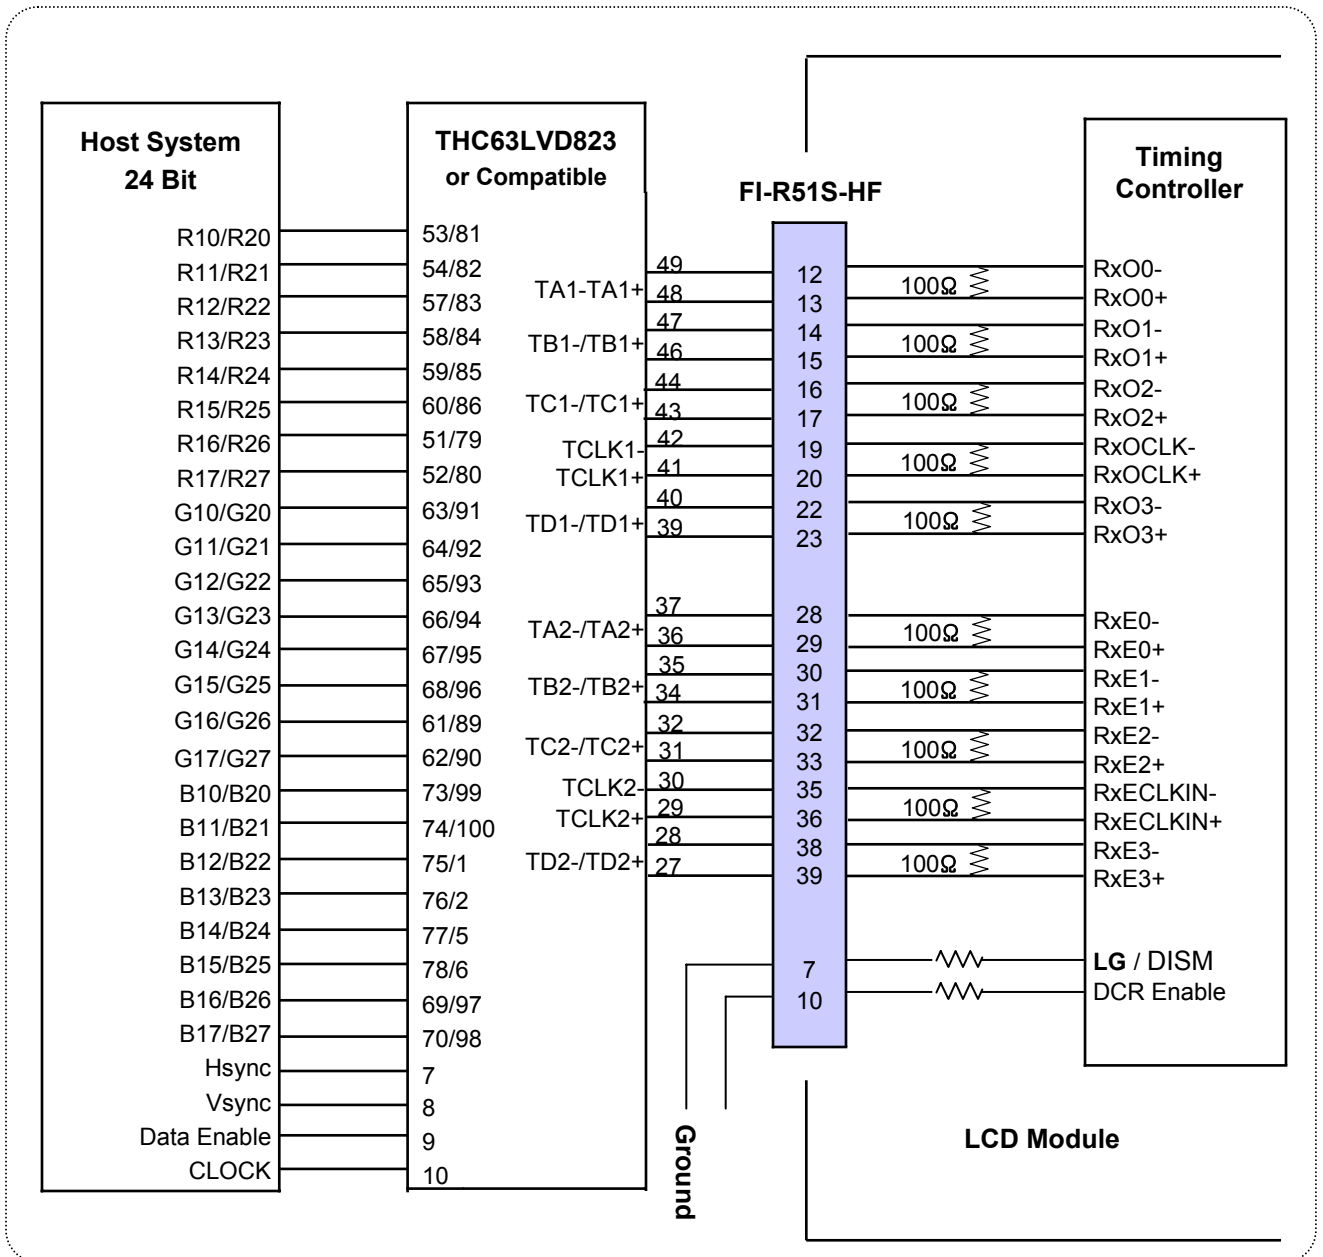 Host System
24 Bit
R10/R20
R11/R21
R12/R22
R13/R23
R14/R24
R15/R25
R16/R26
R17/R27
G10/G20
G11/G21
G12/G22
G13/G23
G14/G24
G15/G25
G16/G26
G17/G27
B10/B20
B11/B21
B12/B22
B13/B23
B14/B24
B15/B25
B16/B26
B17/B27
Hsync
Vsync
Data Enable
CLOCK
THC63LVD823
or Compatible
53/81
54/82
57/83
58/84
59/85
60/86
51/79
52/80
63/91
64/92
65/93
66/94
67/95
68/96
61/89
62/90
73/99
74/100
75/1
76/2
77/5
78/6
69/97
70/98
7
8
9
10
TA1-TA1+
TB1-/TB1+
TC1-/TC1+
TCLK1-
TCLK1+
TD1-/TD1+
TA2-/TA2+
TB2-/TB2+
TC2-/TC2+
TCLK2-
TCLK2+
TD2-/TD2+
49
48
47
46
44
43
42
41
40
39
37
36
35
34
32
31
30
29
28
27
FI-R51S-HF
12
13
14
15
16
17
19
20
22
23
28
29
30
31
32
33
35
36
38
39
7
10
100Ω
100Ω
100Ω
100Ω
100Ω
100Ω
100Ω
100Ω
100Ω
100Ω
Timing
Controller
RxO0-
RxO0+
RxO1-
RxO1+
RxO2-
RxO2+
RxOCLK-
RxOCLK+
RxO3-
RxO3+
RxE0-
RxE0+
RxE1-
RxE1+
RxE2-
RxE2+
RxECLKIN-
RxECLKIN+
RxE3-
RxE3+
LG / DISM
DCR Enable
Ground
LCD Module